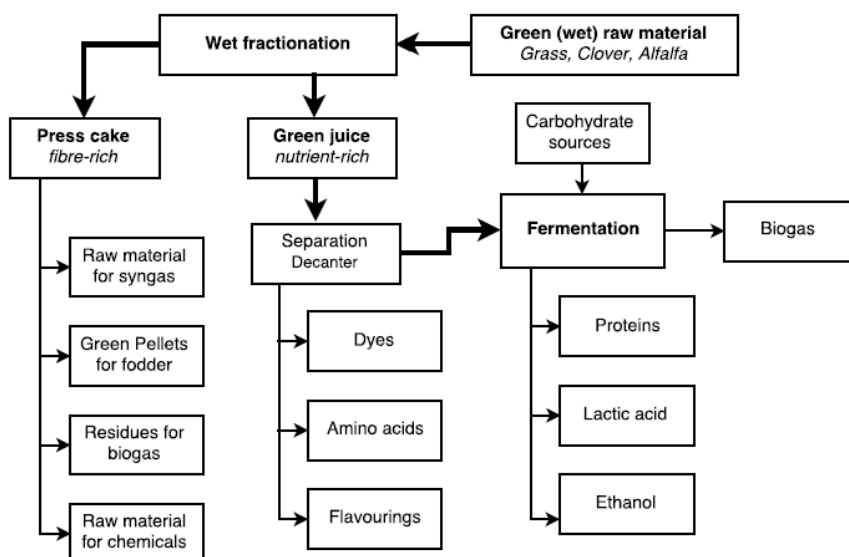 Wet fractionation
Green (wet) raw material
Grass, Clover, Alfalfa
Press cake
fibre-rich
Green juice
nutrient-rich
Carbohydrate
sources
Separation
Decanter
Fermentation
Biogas
Raw material
for syngas
Green Pellets
for fodder
Residues for
biogas
Raw material
for chemicals
Dyes
Amino acids
Flavourings
Proteins
Lactic acid
Ethanol